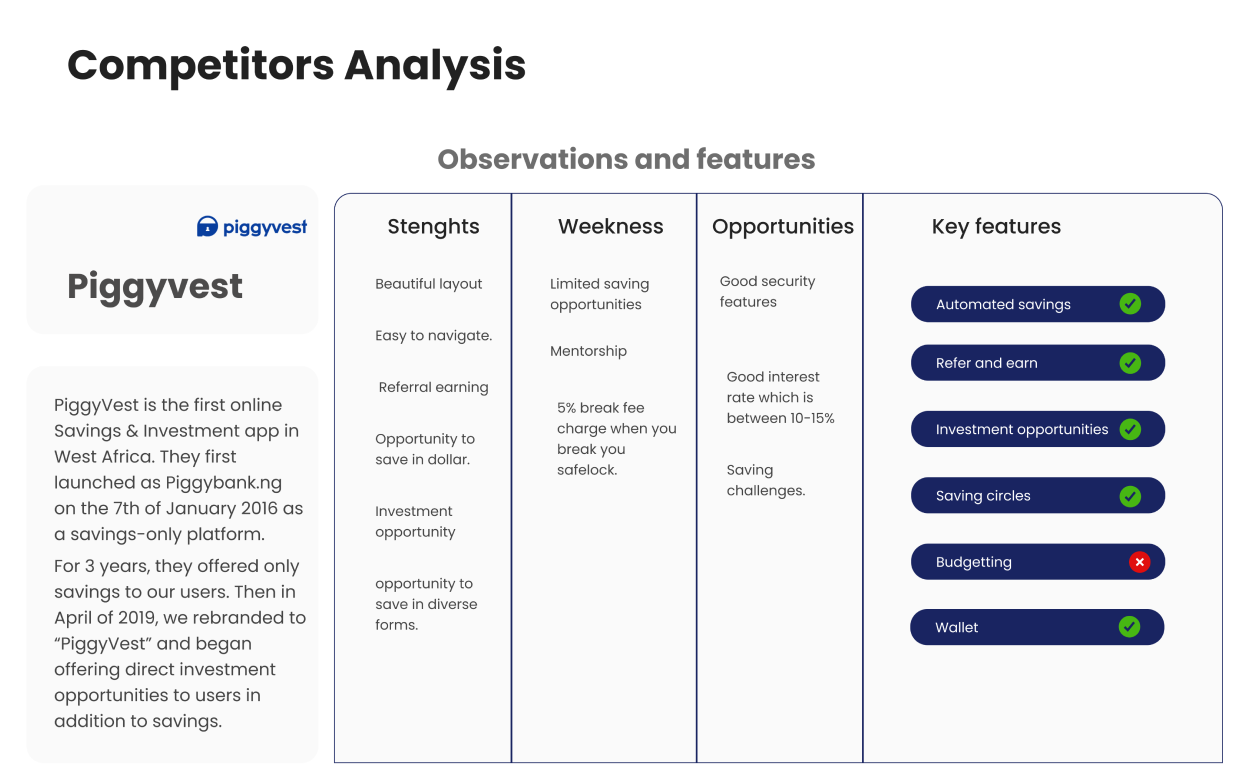 Competitors Analysis
Observations and features
piggyvest
Piggyvest
PiggyVest is the first online
Savings & Investment app in
West Africa. They first
launched as Piggybank.ng
on the 7th of January 2016 as
a savings-only platform.
For 3 years, they offered only
savings to our users. Then in
April of 2019, we rebranded to
“PiggyVest” and began
offering direct investment
opportunities to users in
addition to savings.
Stenghts
Beautiful layout
Easy to navigate.
Referral earning
Opportunity to
save in dollar.
Investment
opportunity
opportunity to
save in diverse
forms.
Weekness
Limited saving
opportunities
Mentorship
5% break fee
charge when you
break you
safelock.
Opportunities
Good security
features
Good interest
rate which is
between 10-15%
Saving
challenges.
Key features
Automated savings
Refer and earn
Investment opportunities
Saving circles
Budgetting
Wallet